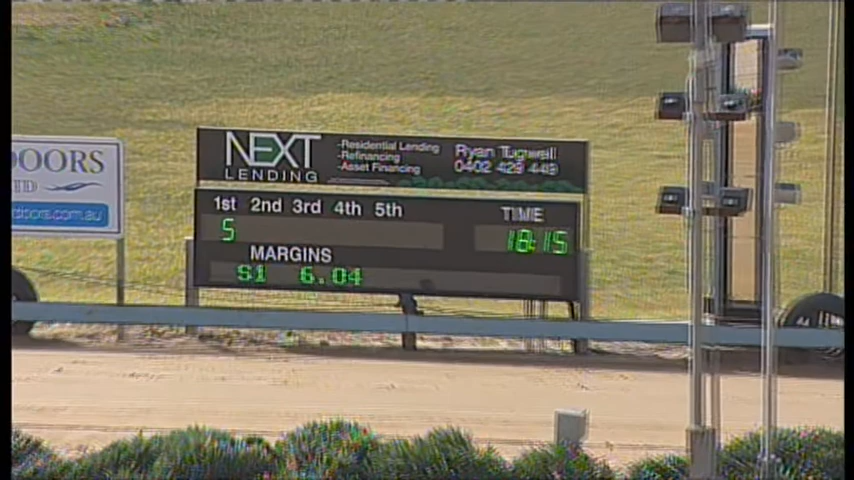 DOORS
TD
doors.com.au
NEXT
LENDING
-Residential Lending
-Refinancing
-Asset Financing
Ryan Tugwell
0402 429 449
1st 2nd 3rd 4th 5th
TIME
5
18:15
MARGINS
S1 6.04